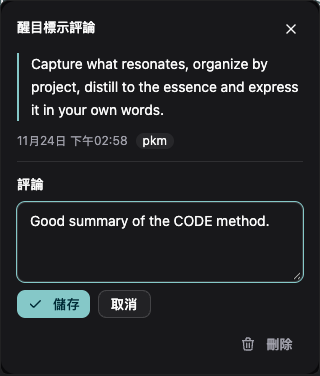 醒目標示評論
Capture what resonates, organize by
project, distill to the essence and express
it in your own words.
11月24日 下午02:58 pkm
評論
Good summary of the CODE method.
儲存 取消
刪除